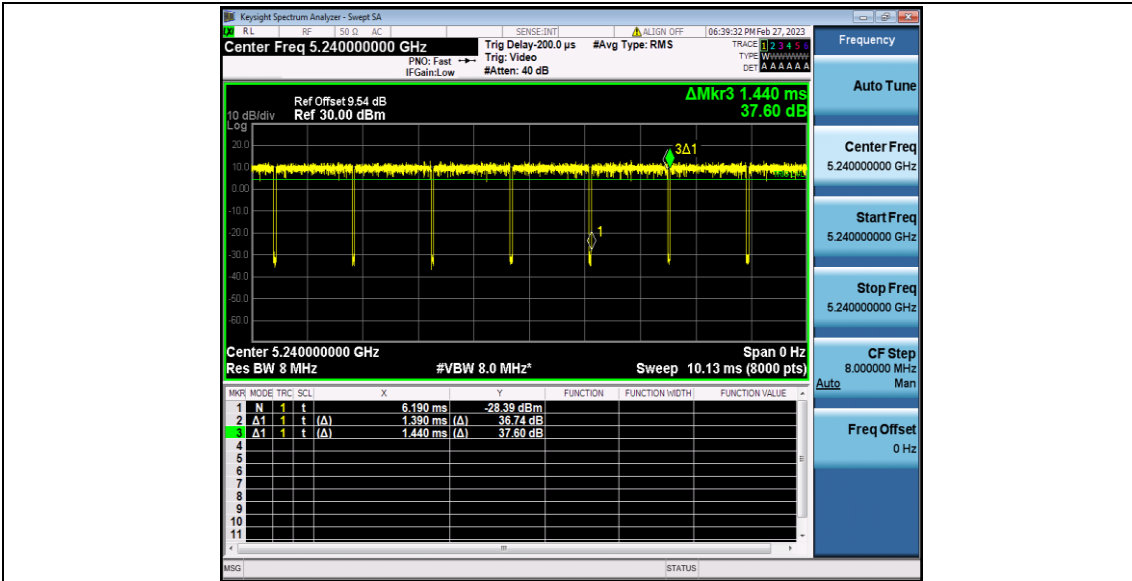 Keysight Spectrum Analyzer - Swept SA
RL RF 50 Ω AC SENSE:INT ALIGN OFF 06:39:32 PM Feb 27, 2023
Center Freq 5.240000000 GHz
PNO: Fast
IFGain:Low
Trig Delay-200.0 µs
Trig: Video
#Atten: 40 dB
#Avg Type: RMS
TRACE 1 2 3 4 5 6
TYPE WWWWWW
DET A A A A A A
ΔMkr3 1.440 ms
37.60 dB
Ref Offset 9.54 dB
10 dB/div Ref 30.00 dBm
Log
20.0
10.0
0.00
-10.0
-20.0
-30.0
-40.0
-50.0
-60.0
3Δ1
1
Center 5.240000000 GHz Span 0 Hz
Res BW 8 MHz #VBW 8.0 MHz* Sweep 10.13 ms (8000 pts)
MKR MODE TRC SCL X Y FUNCTION FUNCTION WIDTH FUNCTION VALUE
1 N 1 t 6.190 ms -28.39 dBm
2 Δ1 1 t (Δ) 1.390 ms (Δ) 36.74 dB
3 Δ1 1 t (Δ) 1.440 ms (Δ) 37.60 dB
4
5
6
7
8
9
10
11
MSG STATUS
Frequency
Auto Tune
Center Freq
5.240000000 GHz
Start Freq
5.240000000 GHz
Stop Freq
5.240000000 GHz
CF Step
8.000000 MHz
Auto Man
Freq Offset
0 Hz